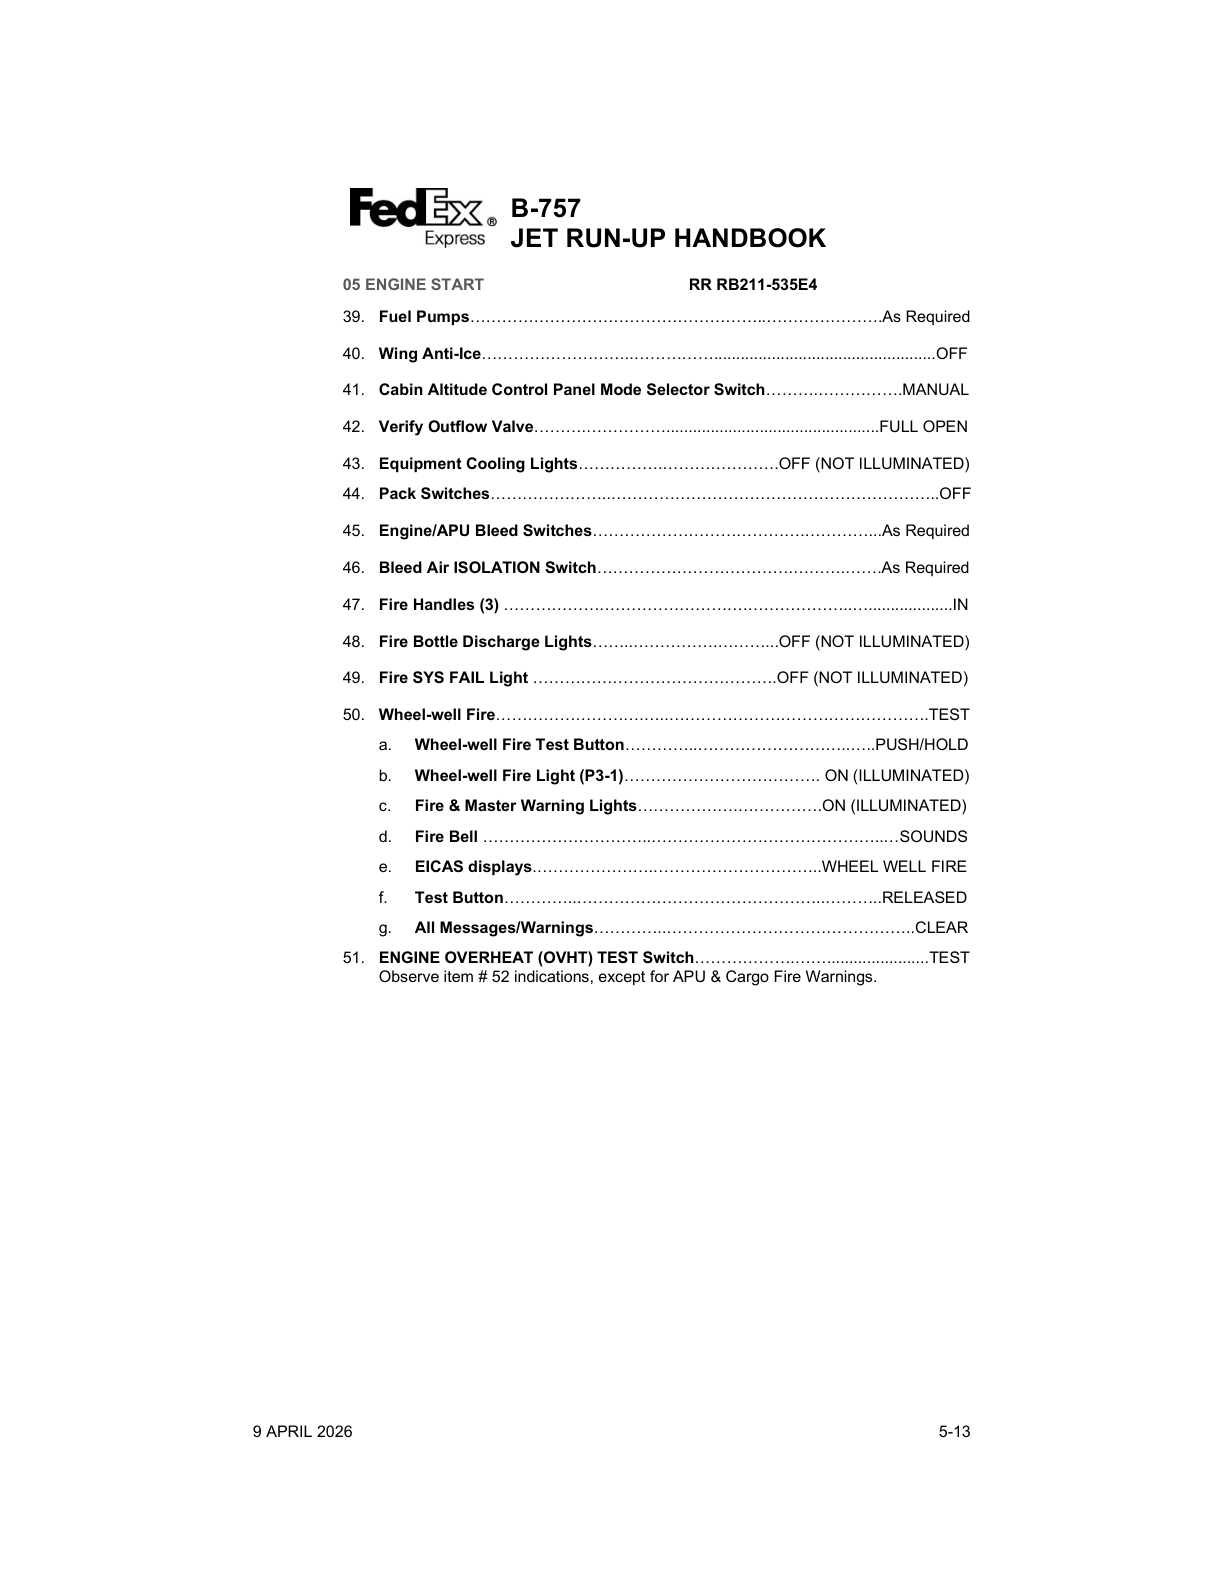 FedEx® B-757
Express JET RUN-UP HANDBOOK
05 ENGINE START RR RB211-535E4
39. Fuel Pumps……………………………………………………..………………….As Required
40. Wing Anti-Ice………………………..……………..................................................OFF
41. Cabin Altitude Control Panel Mode Selector Switch……………………….MANUAL
42. Verify Outflow Valve……………………….................................................FULL OPEN
43. Equipment Cooling Lights……………..………………….OFF (NOT ILLUMINATED)
44. Pack Switches…………………..……………………………………………………..OFF
45. Engine/APU Bleed Switches…………………………………………………...As Required
46. Bleed Air ISOLATION Switch………………………………………………….As Required
47. Fire Handles (3) ………………………………………………………………..…...................IN
48. Fire Bottle Discharge Lights……..…………………………...OFF (NOT ILLUMINATED)
49. Fire SYS FAIL Light ……………………………………….OFF (NOT ILLUMINATED)
50. Wheel-well Fire……………………………..…………………………………………….TEST
a. Wheel-well Fire Test Button…………..………………………..…..PUSH/HOLD
b. Wheel-well Fire Light (P3-1)………………………………. ON (ILLUMINATED)
c. Fire & Master Warning Lights…………………………….ON (ILLUMINATED)
d. Fire Bell …………………………..……………………………………..…SOUNDS
e. EICAS displays…………………..…………………………..WHEEL WELL FIRE
f. Test Button…………..………………………………………..………..RELEASED
g. All Messages/Warnings…………..………………………………………..CLEAR
51. ENGINE OVERHEAT (OVHT) TEST Switch……………………….......................TEST
Observe item # 52 indications, except for APU & Cargo Fire Warnings.
9 APRIL 2026 5-13